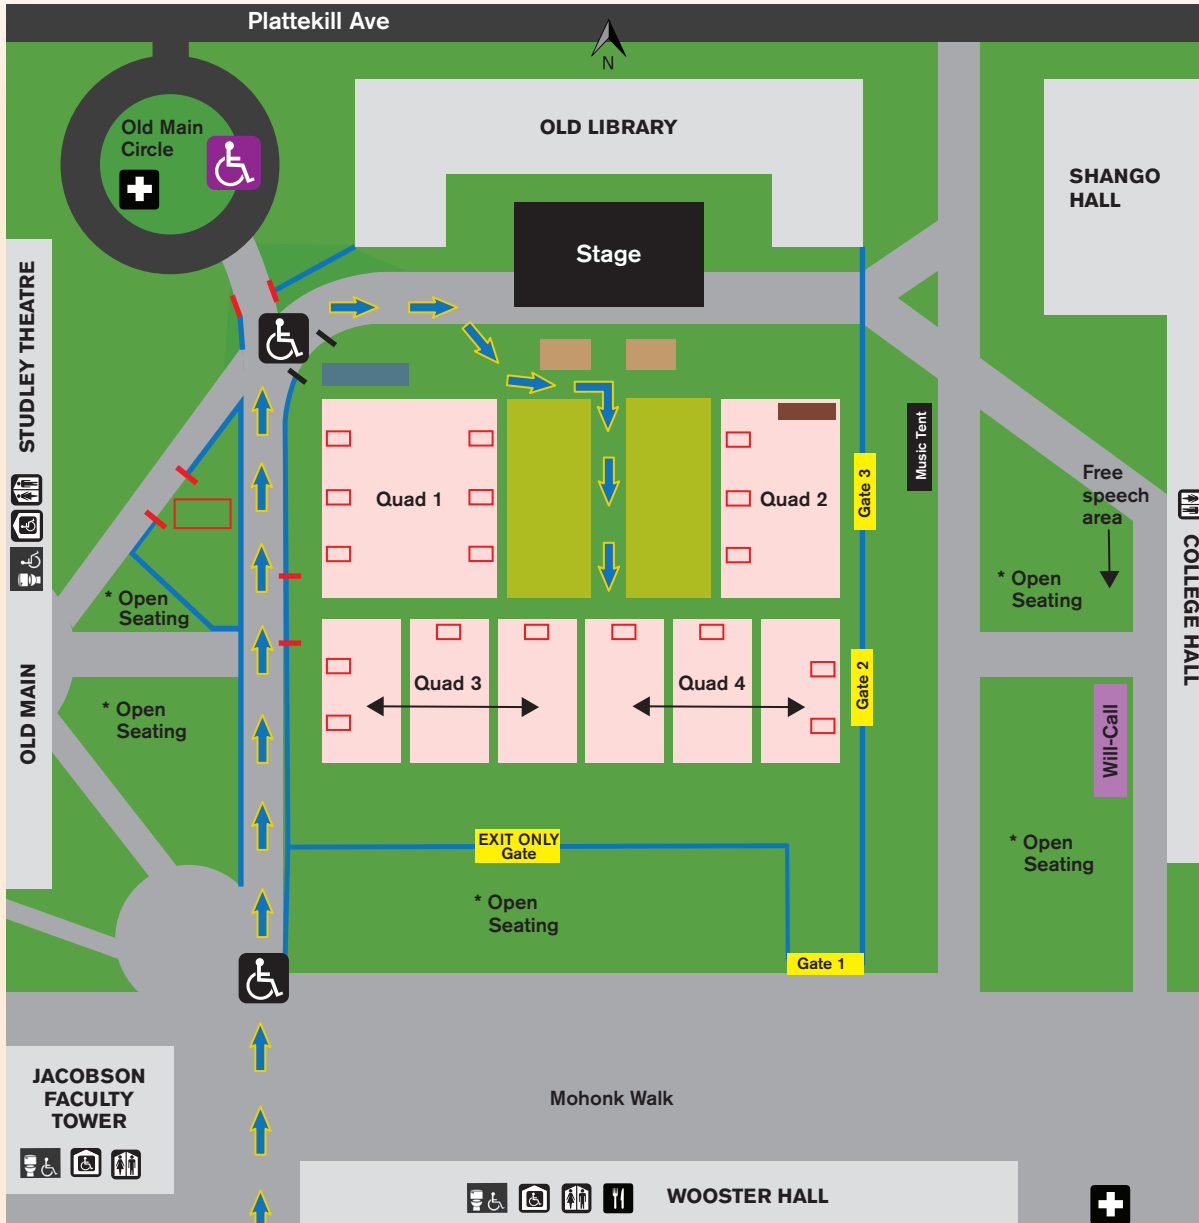 Plattekill Ave
N
Old Main
Circle
OLD LIBRARY
SHANGO
HALL
Stage
STUDLEY THEATRE
Music Tent
Quad 1
Quad 2
Gate 3
Free
speech
area
* Open
Seating
* Open
Seating
COLLEGE HALL
OLD MAIN
* Open
Seating
Quad 3
Quad 4
Gate 2
Will-Call
EXIT ONLY
Gate
* Open
Seating
* Open
Seating
Gate 1
JACOBSON
FACULTY
TOWER
Mohonk Walk
WOOSTER HALL